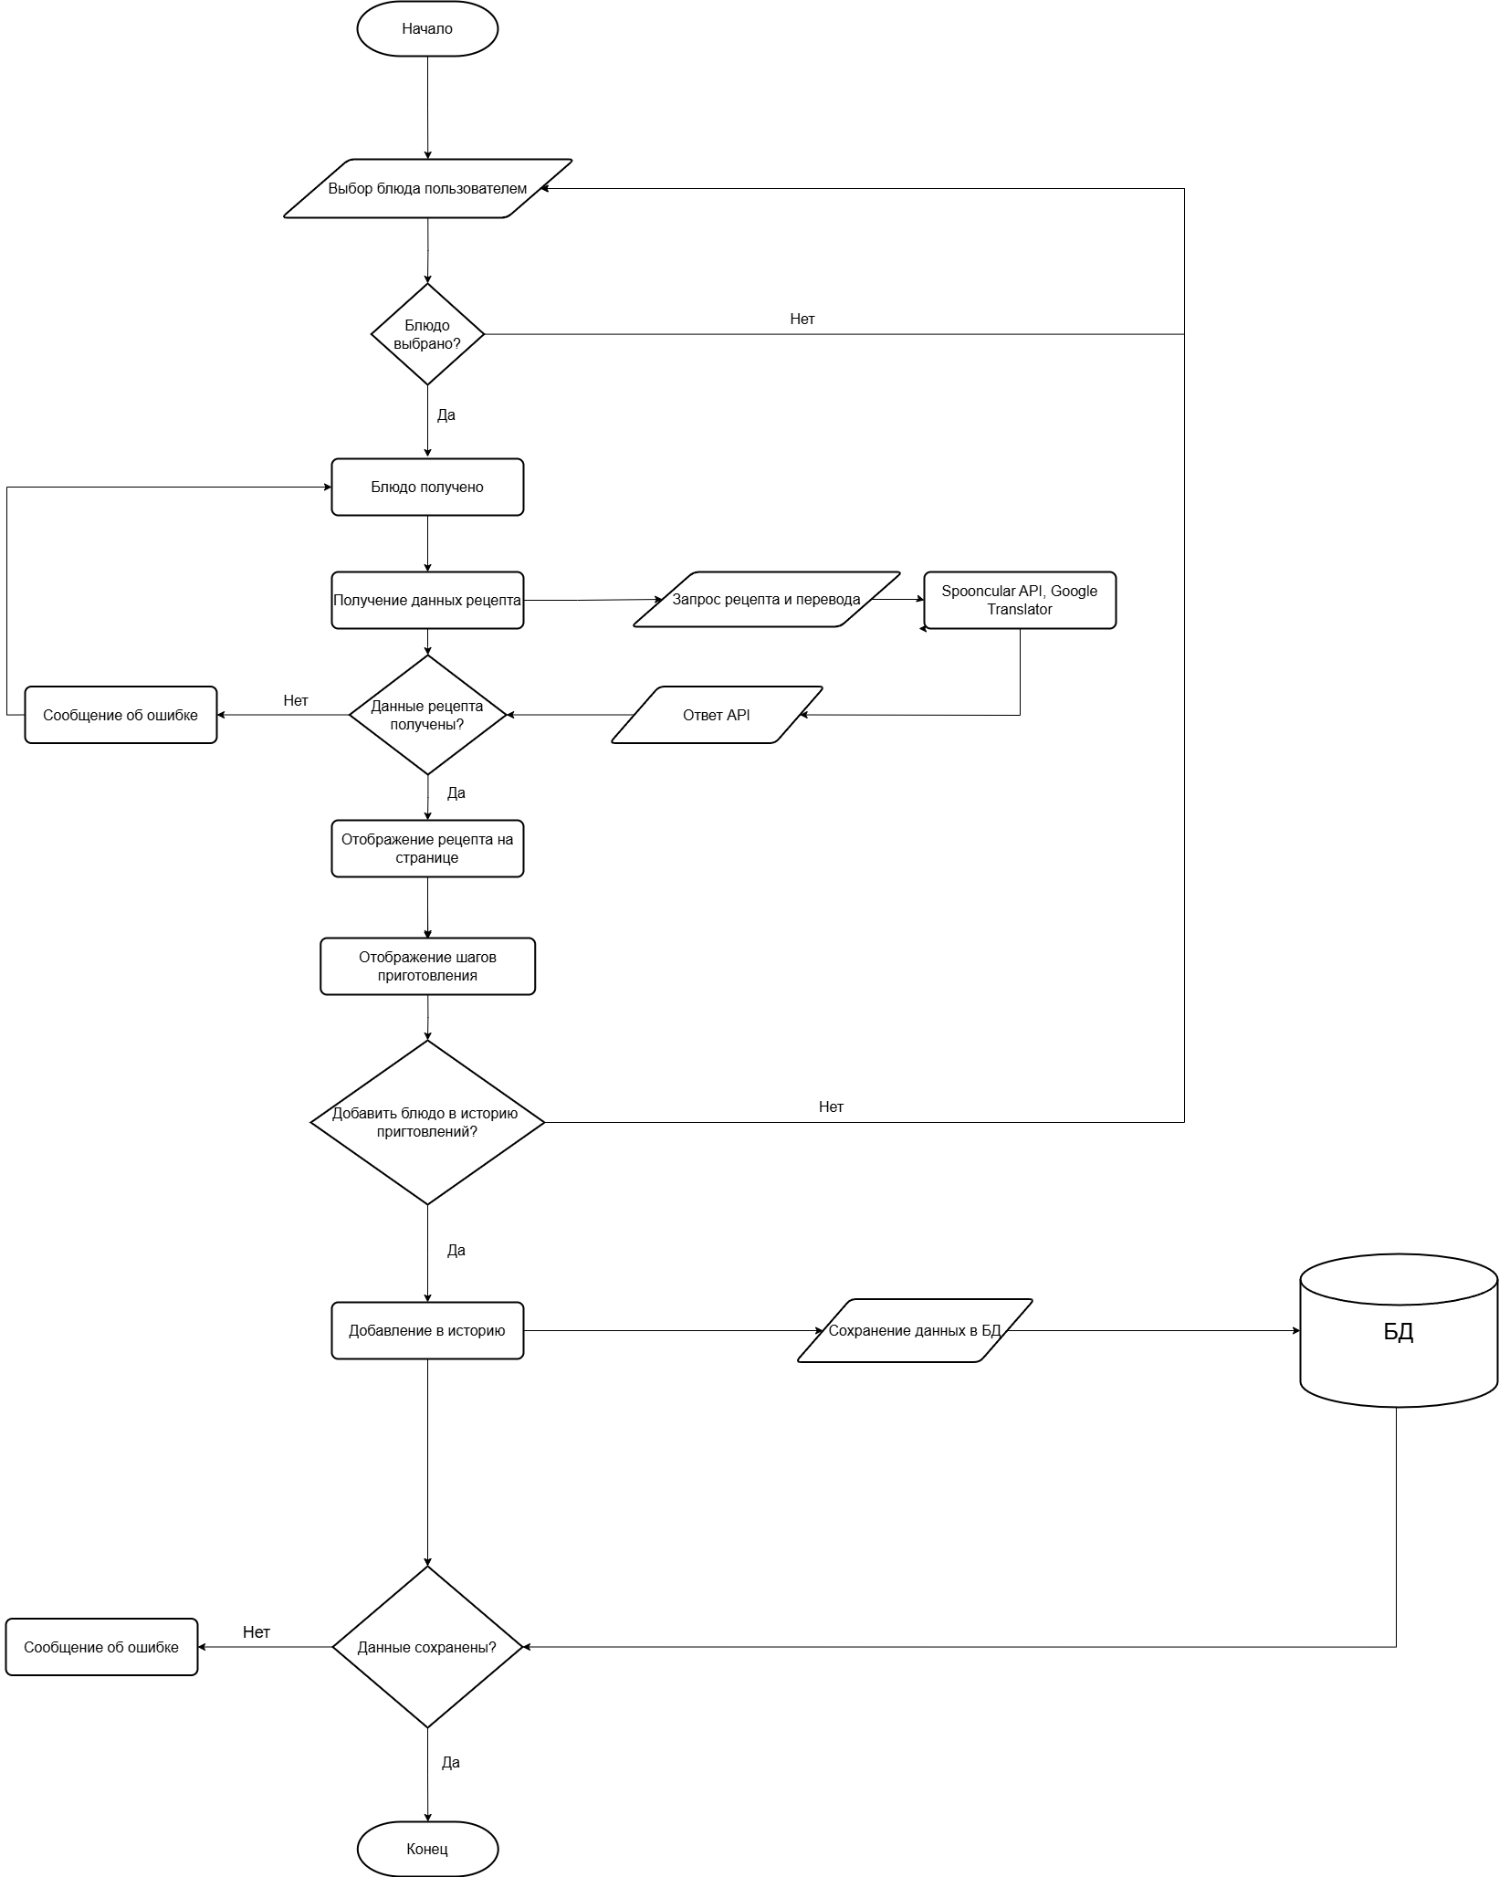 Начало
Выбор блюда пользователем
Блюдо
выбрано?
Нет
Да
Блюдо получено
Получение данных рецепта
Запрос рецепта и перевода
Spooncular API, Google
Translator
Сообщение об ошибке
Нет
Данные рецепта
получены?
Ответ API
Да
Отображение рецепта на
странице
Отображение шагов
приготовления
Добавить блюдо в историю
пригтовлений?
Нет
Да
Добавление в историю
Сохранение данных в БД
БД
Сообщение об ошибке
Нет
Данные сохранены?
Да
Конец